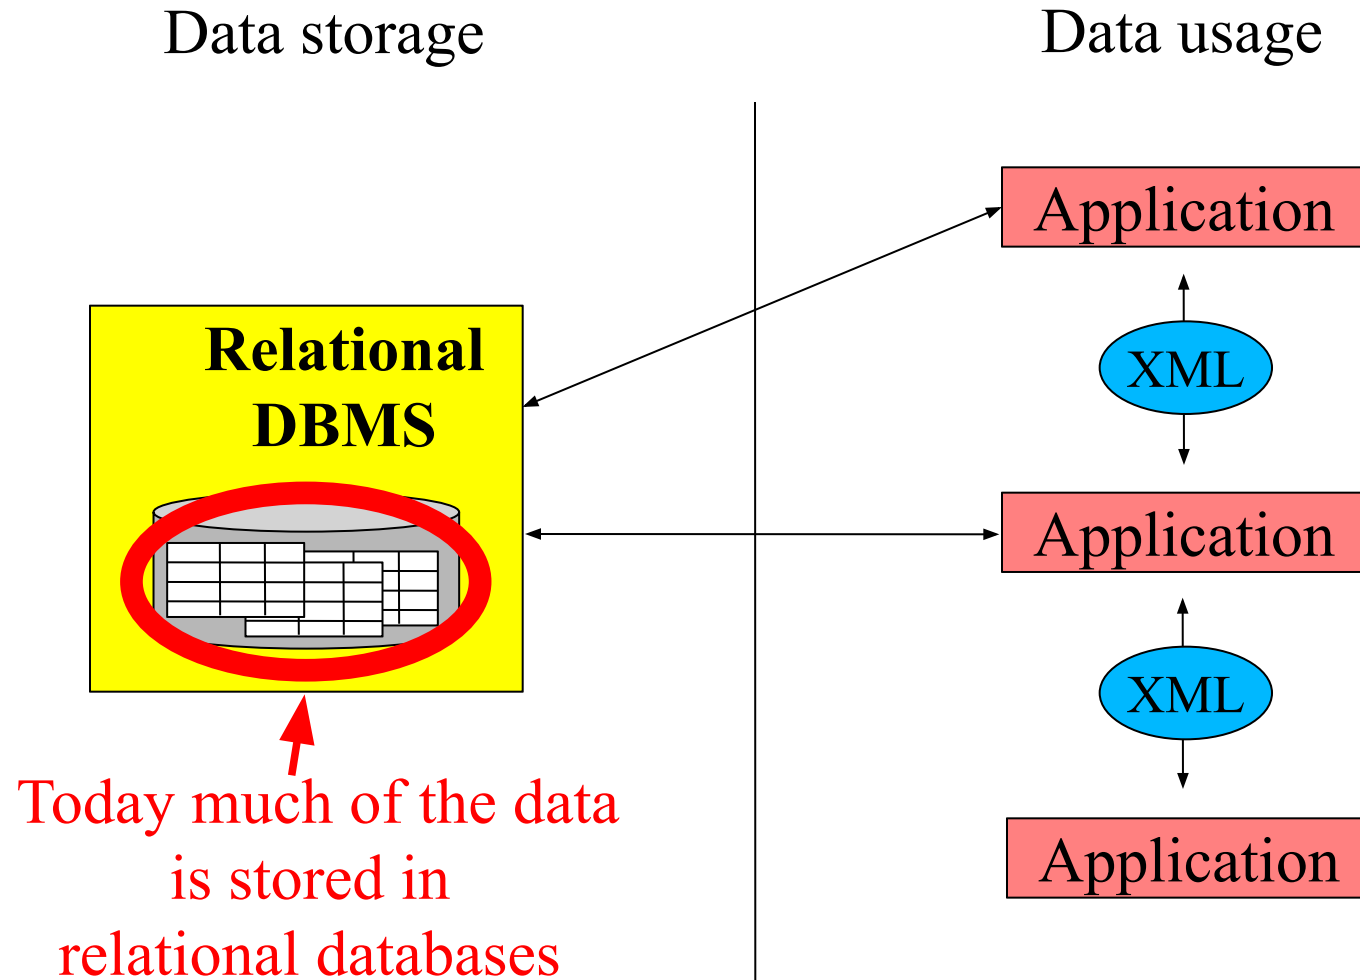 Data storage
Data usage
Application
Relational
DBMS
XML
Application
XML
Today much of the data
is stored in
relational databases
Application